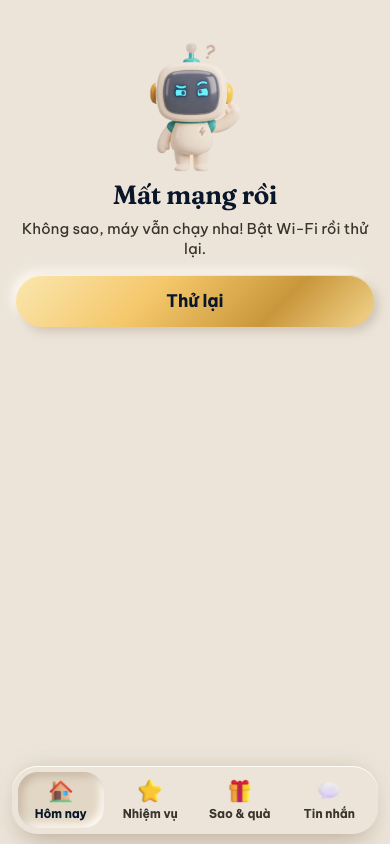 ?
Mất mạng rồi
Không sao, máy vẫn chạy nha! Bật Wi-Fi rồi thử
lại.
Thử lại
Hôm nay
Nhiệm vụ
Sao & quà
Tin nhắn